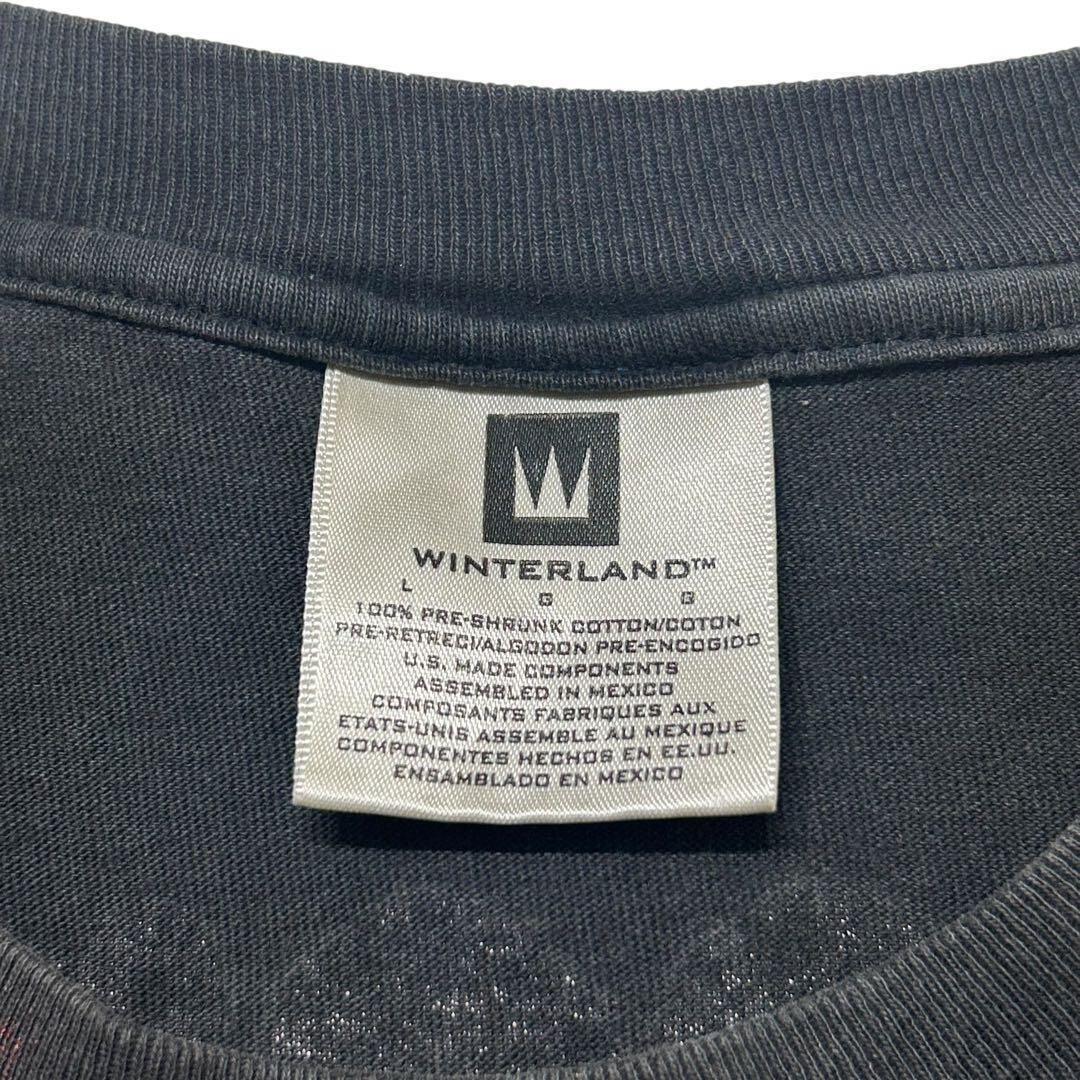 W
WINTERLAND™
L G G
100% PRE-SHRUNK COTTON/COTON
PRE-RETRECI/ALGODON PRE-ENCOGIDO
U.S. MADE COMPONENTS
ASSEMBLED IN MEXICO
COMPOSANTS FABRIQUES AUX
ETATS-UNIS ASSEMBLE AU MEXIQUE
COMPONENTES HECHOS EN EE.UU.
ENSAMBLADO EN MEXICO